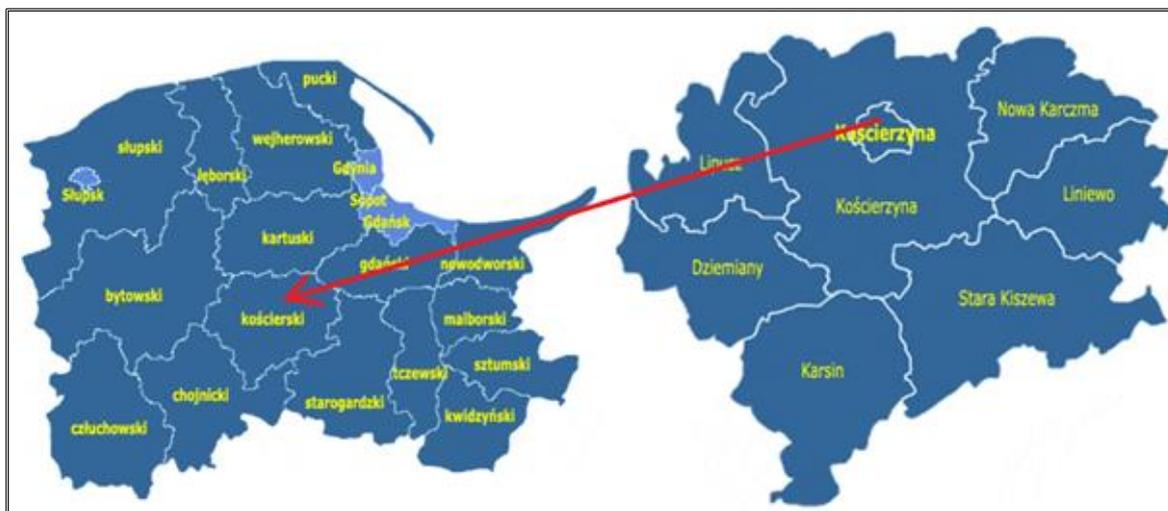 pucki
słupski
wejherowski
lęborski
Gdynia
Słupsk
Sopot
Gdańsk
kartuski
gdański
nowodworski
bytowski
kościerski
malborski
sztumski
tczewski
chojnicki
starogardzki
kwidzyński
człuchowski
Nowa Karczma
Kościerzyna
Lipusz
Liniewo
Kościerzyna
Dziemiany
Stara Kiszewa
Karsin